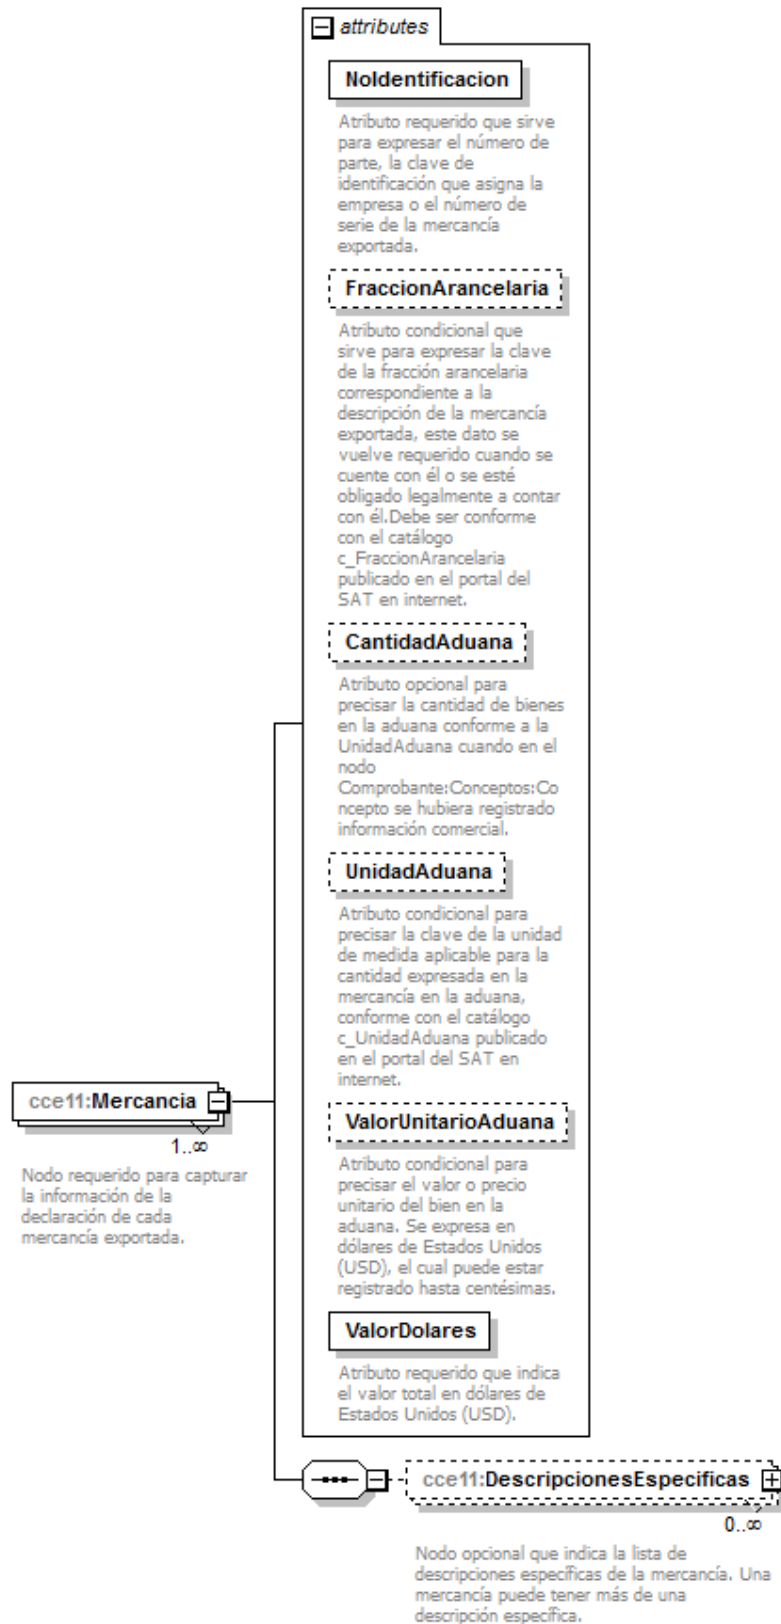 attributes
NoIdentificacion
Atributo requerido que sirve
para expresar el número de
parte, la clave de
identificación que asigna la
empresa o el número de
serie de la mercancía
exportada.
FraccionArancelaria
Atributo condicional que
sirve para expresar la clave
de la fracción arancelaria
correspondiente a la
descripción de la mercancía
exportada, este dato se
vuelve requerido cuando se
cuente con él o se esté
obligado legalmente a contar
con él.Debe ser conforme
con el catálogo
c_FraccionArancelaria
publicado en el portal del
SAT en internet.
CantidadAduana
Atributo opcional para
precisar la cantidad de bienes
en la aduana conforme a la
UnidadAduana cuando en el
nodo
Comprobante:Conceptos:Co
ncepto se hubiera registrado
información comercial.
UnidadAduana
Atributo condicional para
precisar la clave de la unidad
de medida aplicable para la
cantidad expresada en la
mercancía en la aduana,
conforme con el catálogo
c_UnidadAduana publicado
en el portal del SAT en
internet.
cce11:Mercancia
1..∞
Nodo requerido para capturar
la información de la
declaración de cada
mercancía exportada.
ValorUnitarioAduana
Atributo condicional para
precisar el valor o precio
unitario del bien en la
aduana. Se expresa en
dólares de Estados Unidos
(USD), el cual puede estar
registrado hasta centésimas.
ValorDolares
Atributo requerido que indica
el valor total en dólares de
Estados Unidos (USD).
cce11:DescripcionesEspecificas
0..∞
Nodo opcional que indica la lista de
descripciones específicas de la mercancía. Una
mercancía puede tener más de una
descripción específica.